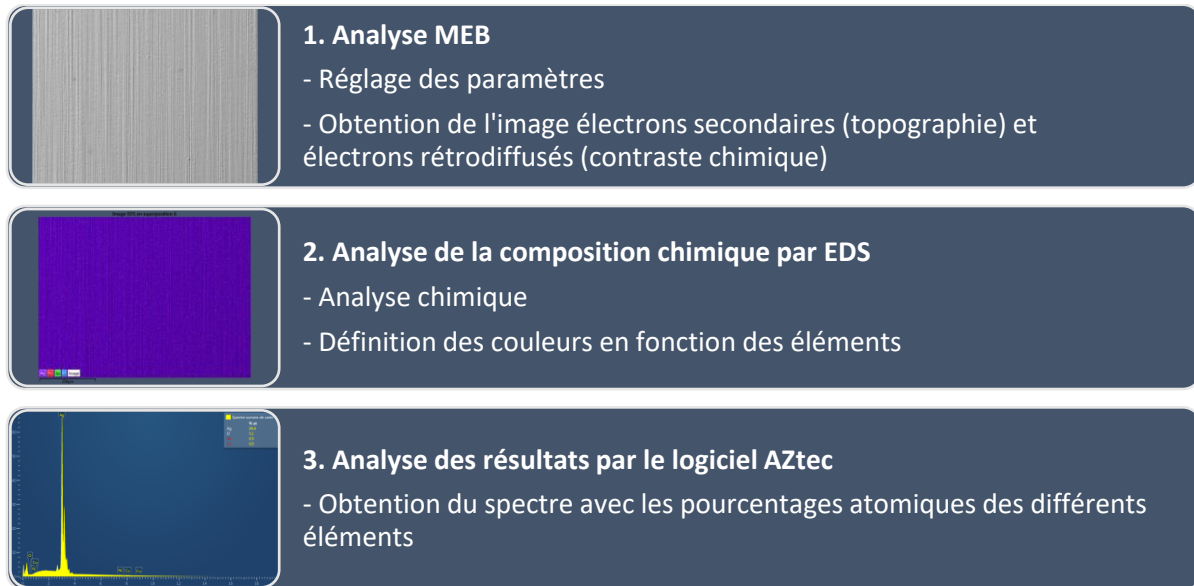 1. Analyse MEB
- Réglage des paramètres
- Obtention de l'image électrons secondaires (topographie) et
électrons rétrodiffusés (contraste chimique)
2. Analyse de la composition chimique par EDS
- Analyse chimique
- Définition des couleurs en fonction des éléments
3. Analyse des résultats par le logiciel AZtec
- Obtention du spectre avec les pourcentages atomiques des différents
éléments